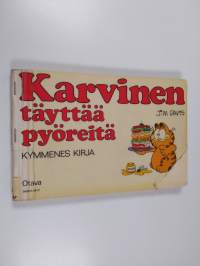 Karvinen
JIM DAVIS
täyttää
pyöreitä
KYMMENES KIRJA
Otava